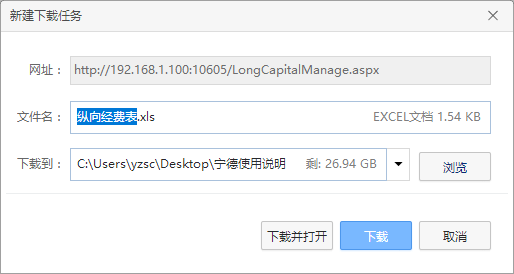 新建下载任务
网址： http://192.168.1.100:10605/LongCapitalManage.aspx
文件名： 纵向经费表.xls EXCEL文档 1.54 KB
下载到： C:\Users\yzsc\Desktop\宁德使用说明 剩: 26.94 GB 浏览
下载并打开 下载 取消